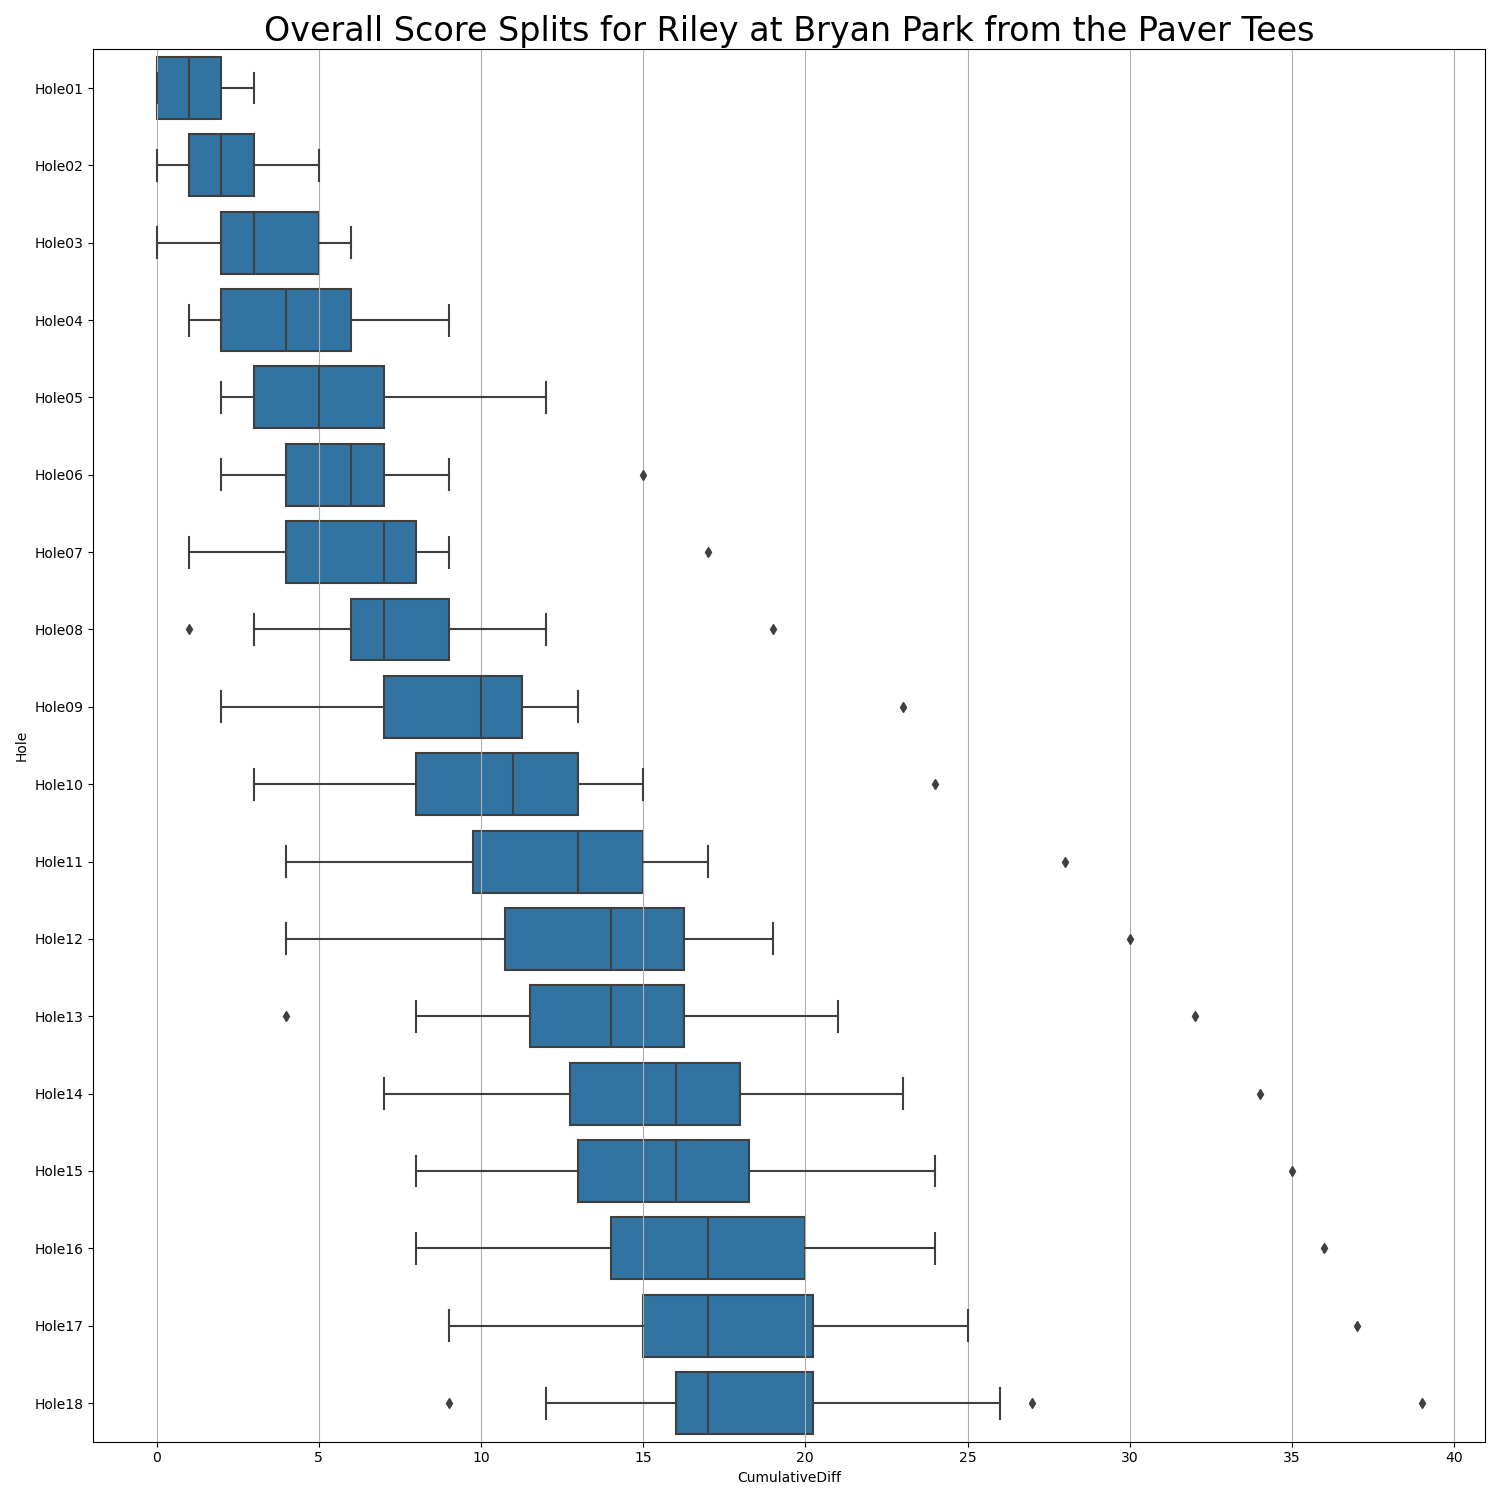 Overall Score Splits for Riley at Bryan Park from the Paver Tees
Hole01
Hole02
Hole03
Hole04
Hole05
Hole06
Hole07
Hole08
Hole09
Hole10
Hole11
Hole12
Hole13
Hole14
Hole15
Hole16
Hole17
Hole18
Hole
0 5 10 15 20 25 30 35 40
CumulativeDiff